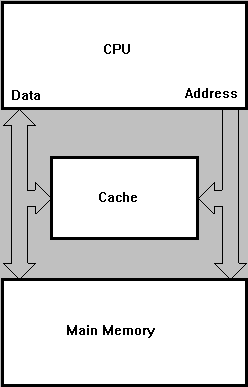 CPU
Data Address
Cache
Main Memory